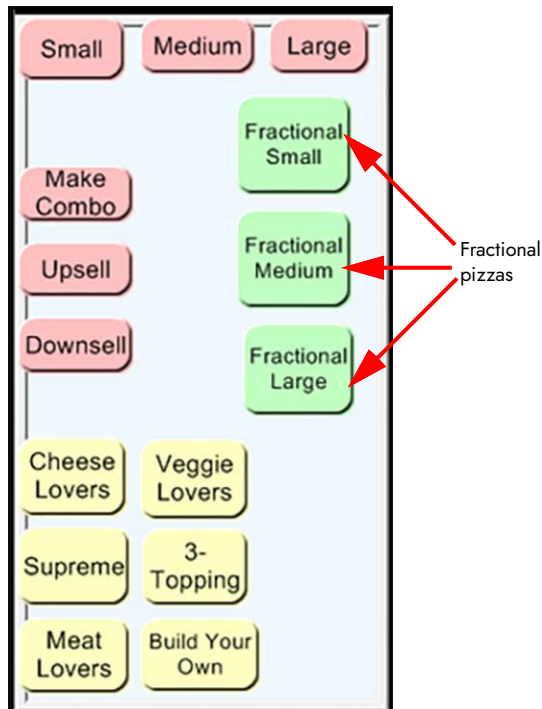 Small Medium Large
Fractional
Small
Make
Combo
Fractional
Medium
Upsell
Fractional
pizzas
Downsell
Fractional
Large
Cheese
Lovers
Veggie
Lovers
Supreme
3-
Topping
Meat
Lovers
Build Your
Own